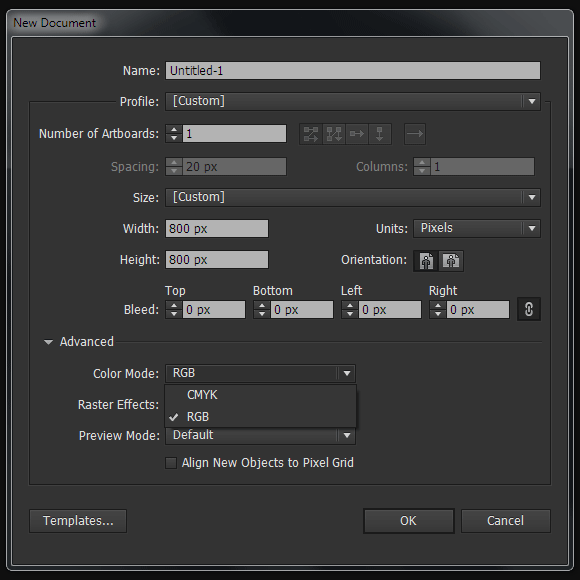 New Document
Name: Untitled-1
Profile: [Custom]
Number of Artboards: 1
Spacing: 20 px Columns: 1
Size: [Custom]
Width: 800 px Units: Pixels
Height: 800 px Orientation:
Top Bottom Left Right
Bleed: 0 px 0 px 0 px 0 px
Advanced
Color Mode: RGB
CMYK
Raster Effects:
RGB
Preview Mode: Default
Align New Objects to Pixel Grid
Templates... OK Cancel